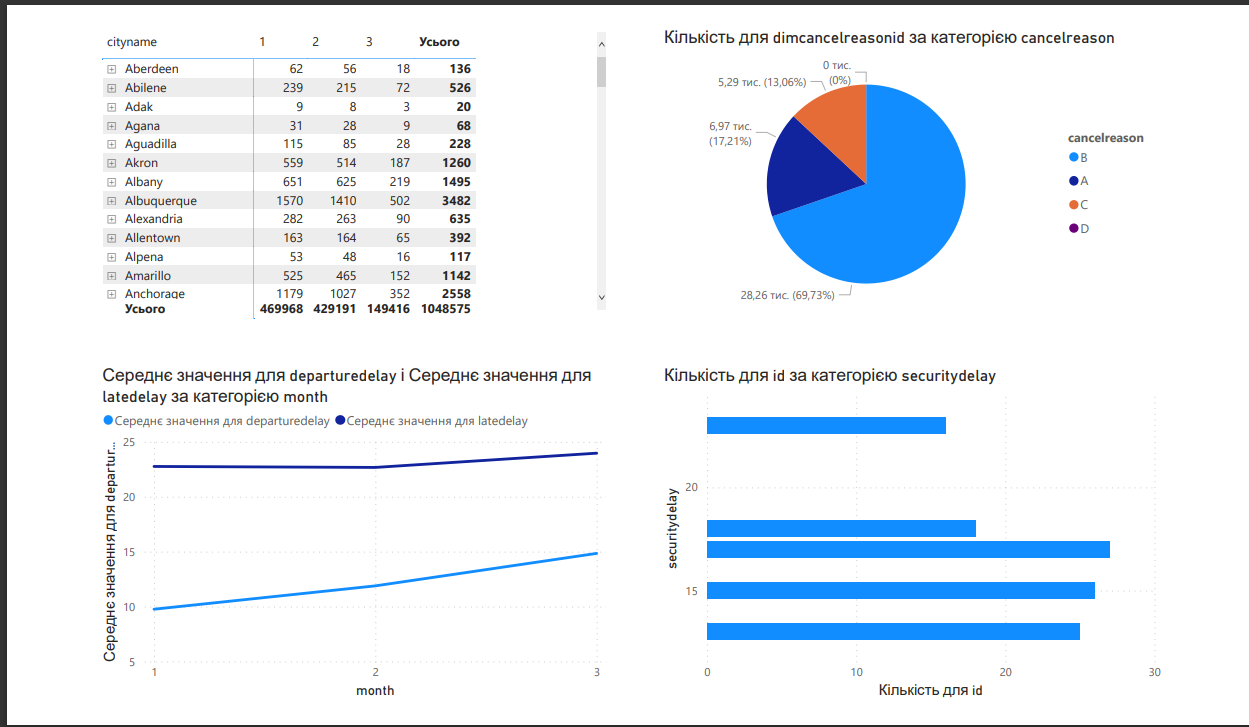 cityname 1 2 3 Усього
Aberdeen 62 56 18 136
Abilene 239 215 72 526
Adak 9 8 3 20
Agana 31 28 9 68
Aguadilla 115 85 28 228
Akron 559 514 187 1260
Albany 651 625 219 1495
Albuquerque 1570 1410 502 3482
Alexandria 282 263 90 635
Allentown 163 164 65 392
Alpena 53 48 16 117
Amarillo 525 465 152 1142
Anchorage 1179 1027 352 2558
Усього 469968 429191 149416 1048575
Кількість для dimcancelreasonid за категорією cancelreason
0 тис.
(0%)
5,29 тис. (13,06%)
6,97 тис.
(17,21%)
28,26 тис. (69,73%)
cancelreason
B
A
C
D
Середнє значення для departuredelay і Середнє значення для
latedelay за категорією month
Середнє значення для departuredelay Середнє значення для latedelay
Середнє значення для departur...
25
20
15
10
5
1 2 3
month
Кількість для id за категорією securitydelay
securitydelay
20
15
0 10 20 30
Кількість для id